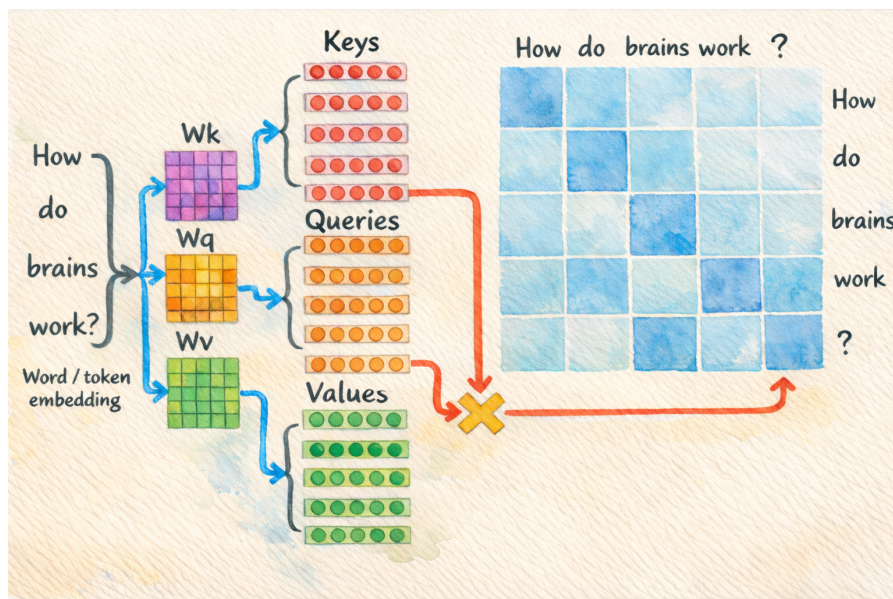 How
do
brains
work?
Word / token
embedding
Wk
Wq
Wv
Keys
Queries
Values
How do brains work ?
How
do
brains
work
?